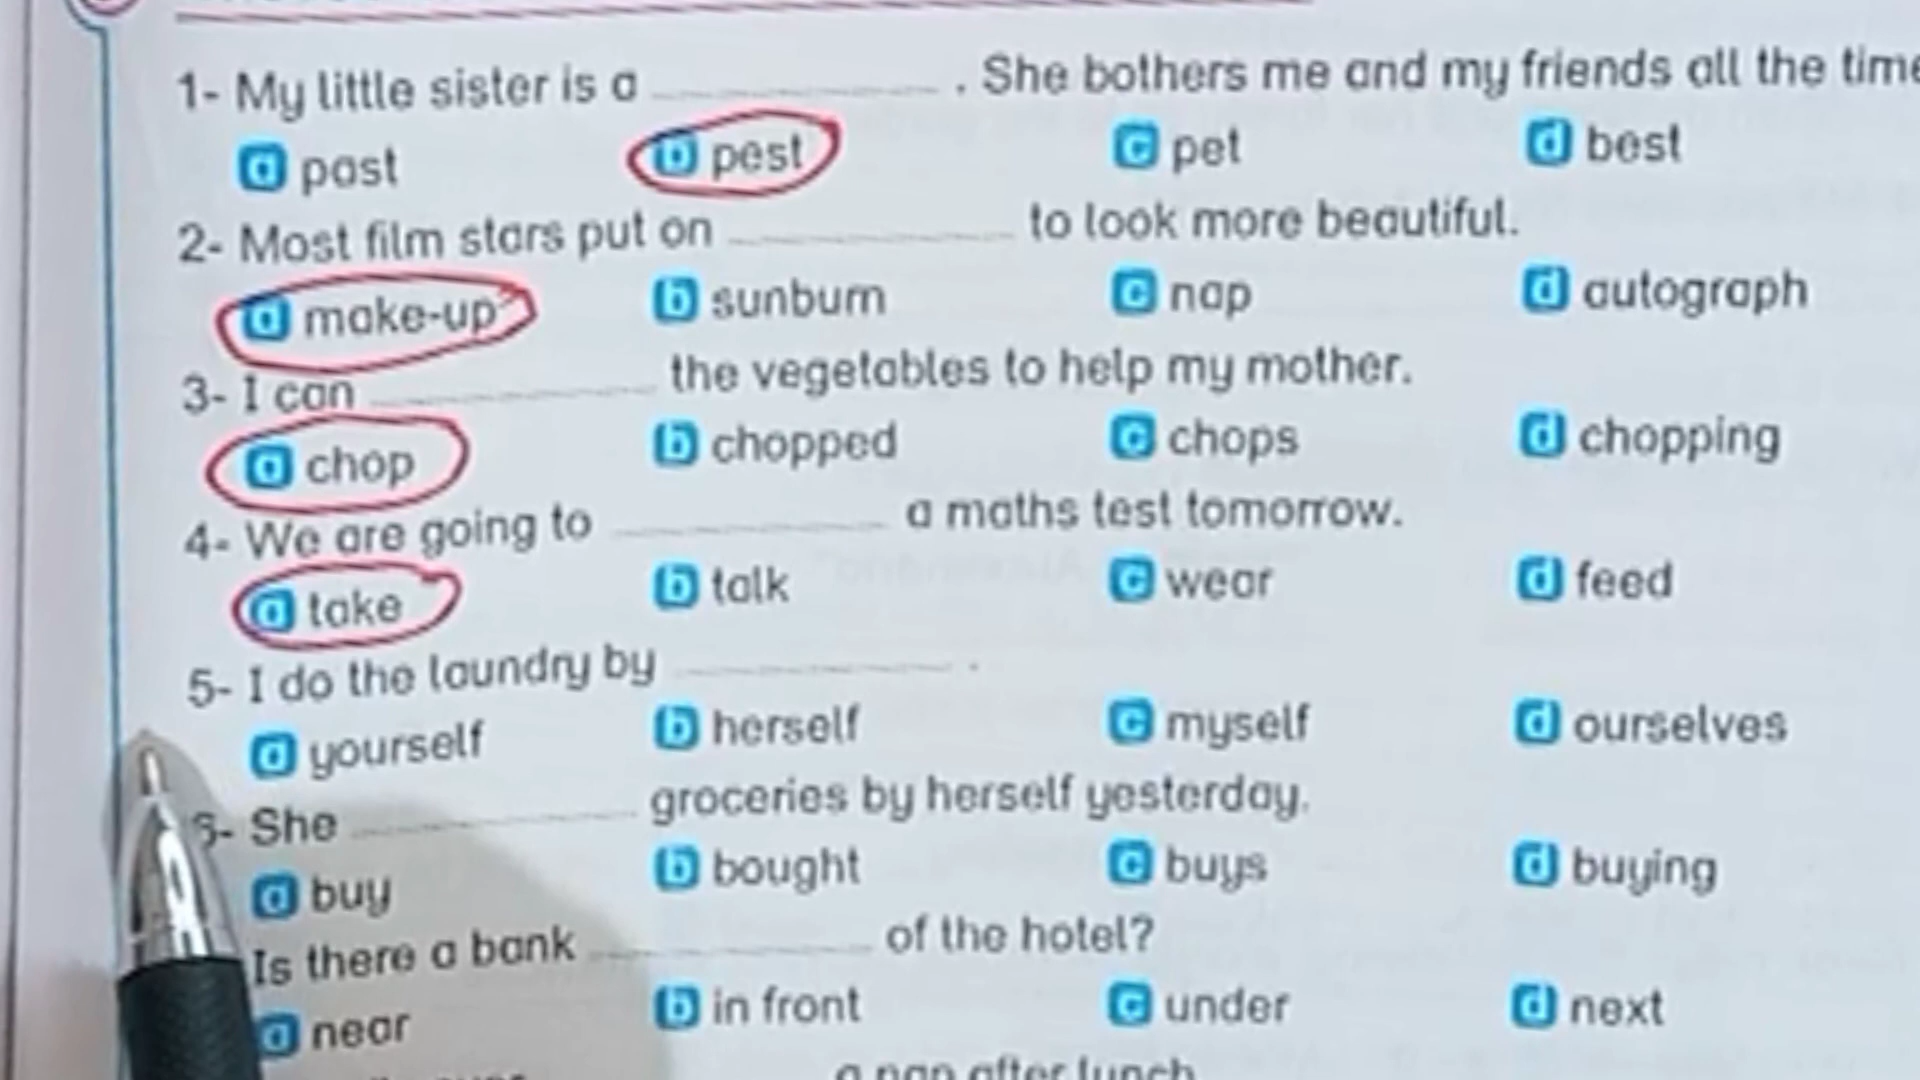 1- My little sister is a ________ . She bothers me and my friends all the time
a past b pest c pet d best
2- Most film stars put on ________ to look more beautiful.
a make-up b sunburn c nap d autograph
3- I can ________ the vegetables to help my mother.
a chop b chopped c chops d chopping
4- We are going to ________ a maths test tomorrow.
a take b talk c wear d feed
5- I do the laundry by ________ .
a yourself b herself c myself d ourselves
6- She ________ groceries by herself yesterday.
a buy b bought c buys d buying
Is there a bank ________ of the hotel?
a near b in front c under d next
a nap after lunch